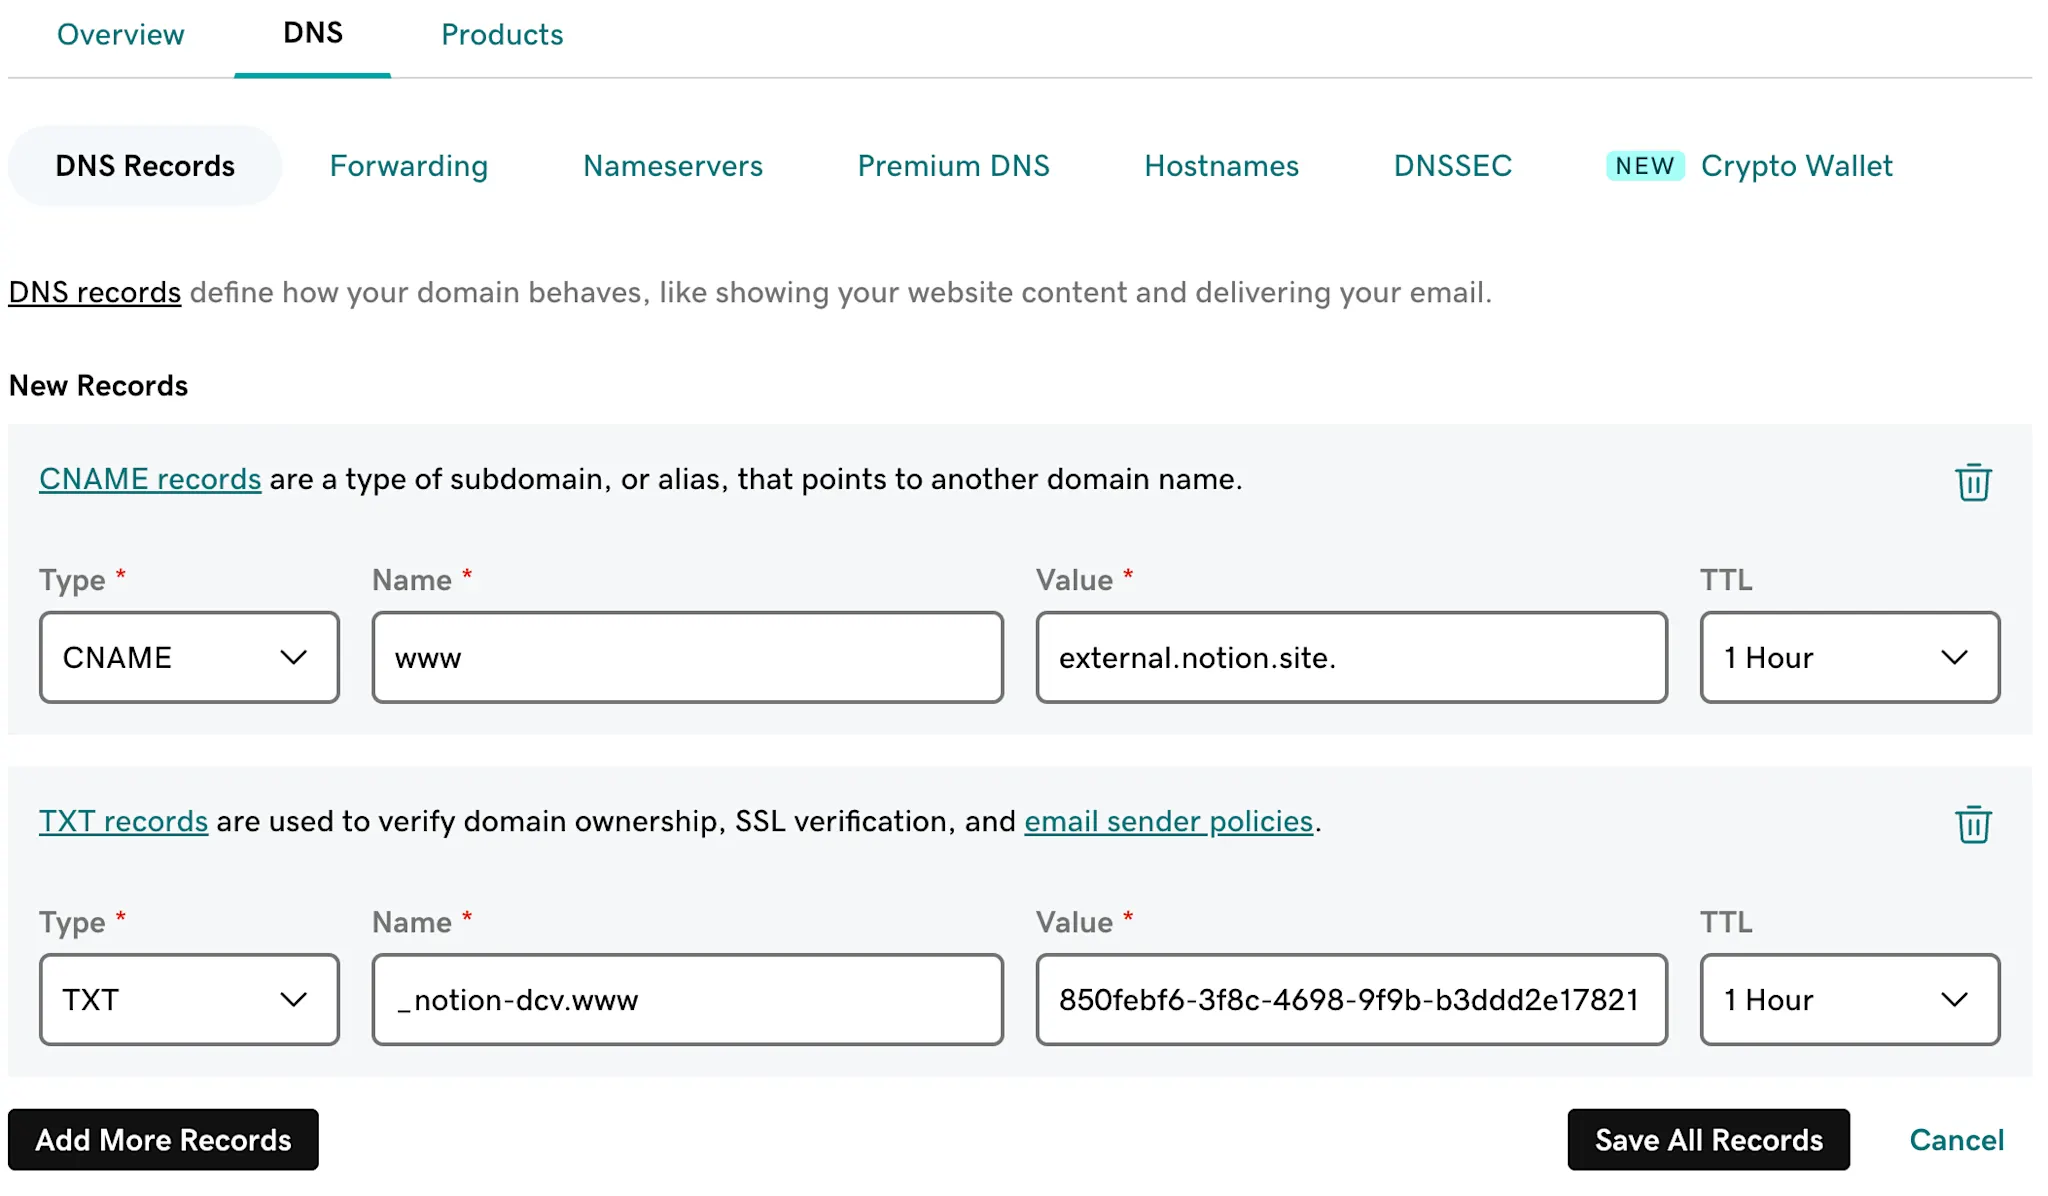 Overview DNS Products
DNS Records Forwarding Nameservers Premium DNS Hostnames DNSSEC NEW Crypto Wallet
DNS records define how your domain behaves, like showing your website content and delivering your email.
New Records
CNAME records are a type of subdomain, or alias, that points to another domain name.
Type * Name * Value * TTL
CNAME www external.notion.site. 1 Hour
TXT records are used to verify domain ownership, SSL verification, and email sender policies.
Type * Name * Value * TTL
TXT _notion-dcv.www 850febf6-3f8c-4698-9f9b-b3ddd2e17821 1 Hour
Add More Records Save All Records Cancel